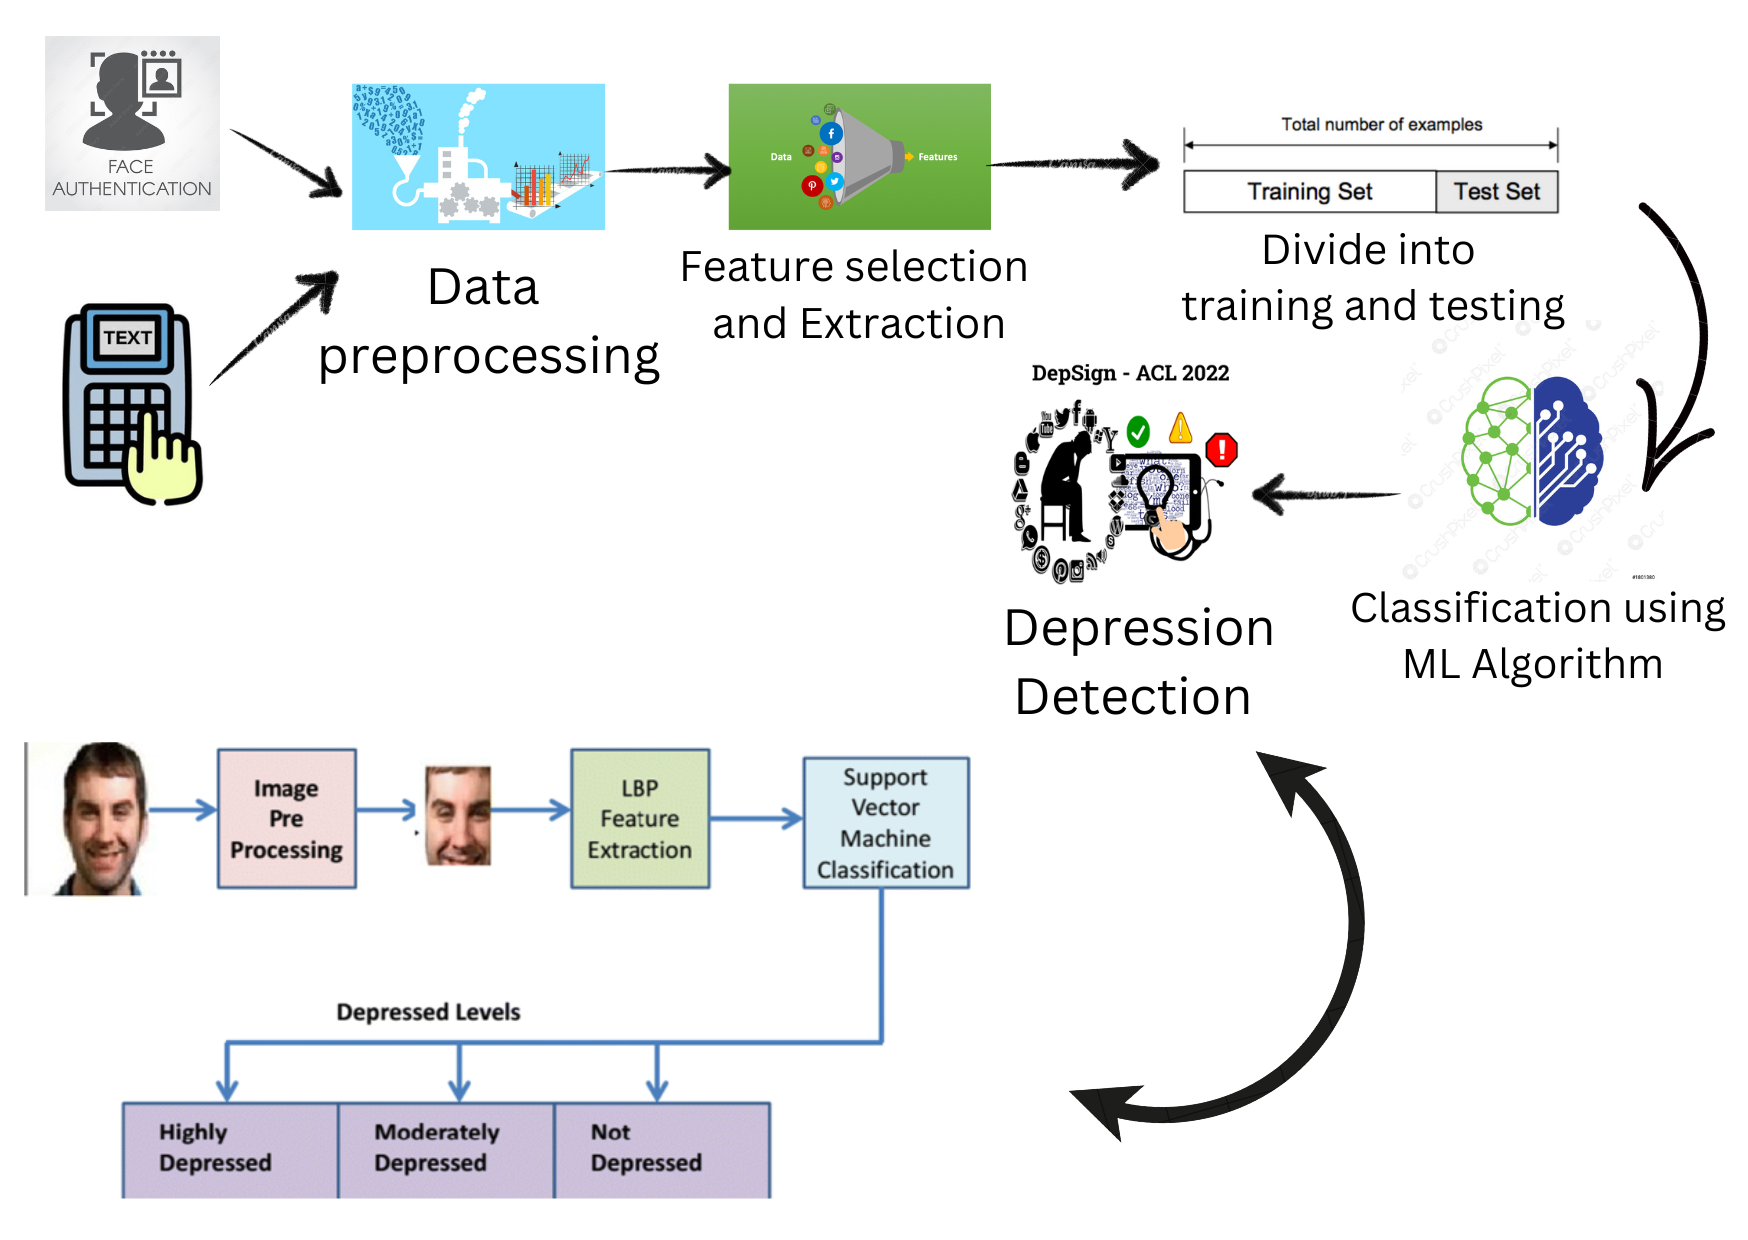 FACE
AUTHENTICATION
TEXT
Data
preprocessing
Data
Features
Feature selection
and Extraction
Total number of examples
Training Set
Test Set
Divide into
training and testing
Classification using
ML Algorithm
DepSign - ACL 2022
Depression
Detection
Image
Pre
Processing
LBP
Feature
Extraction
Support
Vector
Machine
Classification
Depressed Levels
Highly
Depressed
Moderately
Depressed
Not
Depressed
CrushPixel
#1801380